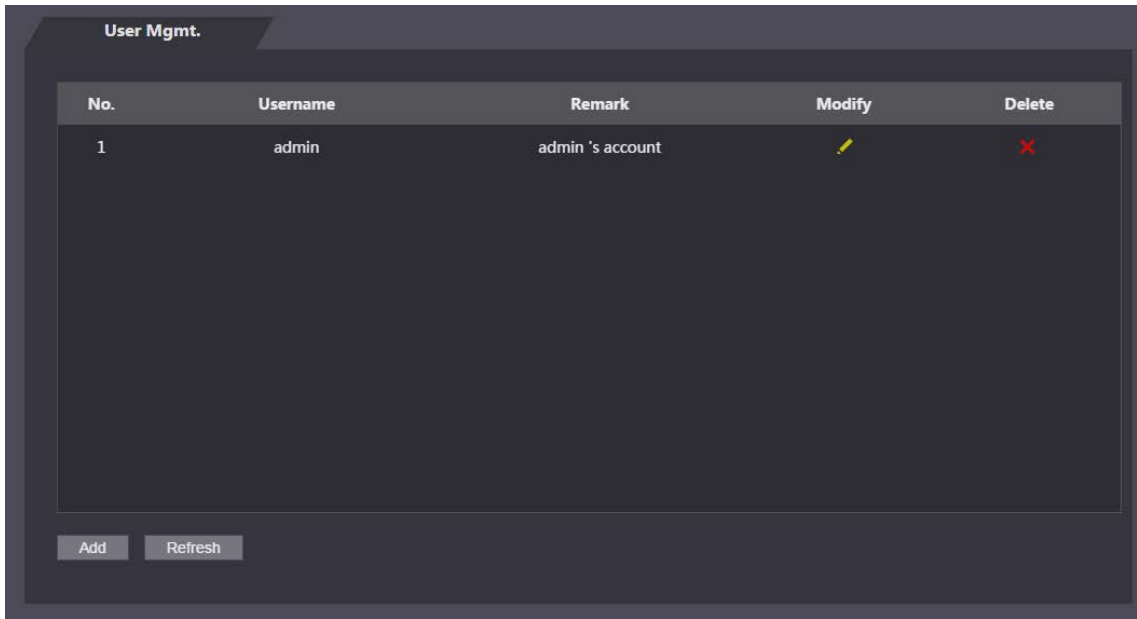 User Mgmt.
No. Username Remark Modify Delete
1 admin admin 's account
Add Refresh